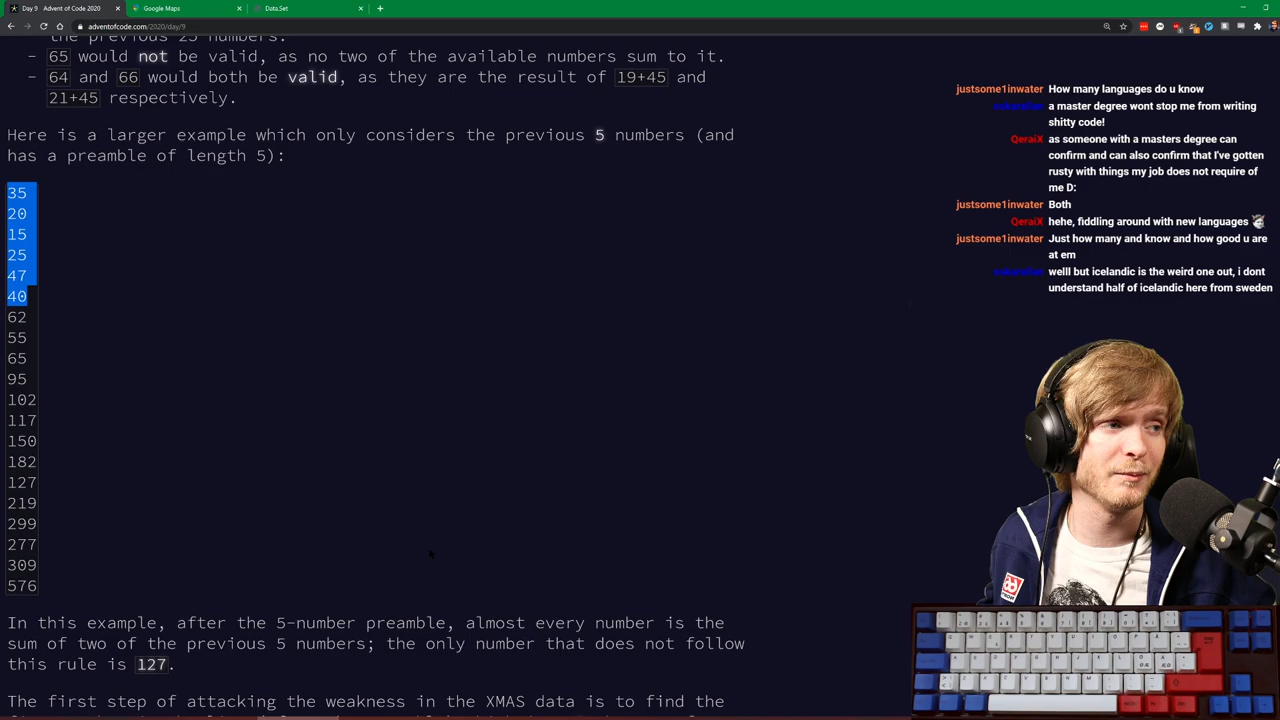 Day 9 - Advent of Code 2020
Google Maps
Data.Set
adventofcode.com/2020/day/9
the previous 25 numbers:
- 65 would not be valid, as no two of the available numbers sum to it.
- 64 and 66 would both be valid, as they are the result of 19+45 and
21+45 respectively.
Here is a larger example which only considers the previous 5 numbers (and
has a preamble of length 5):
35
20
15
25
47
40
62
55
65
95
102
117
150
182
127
219
299
277
309
576
In this example, after the 5-number preamble, almost every number is the
sum of two of the previous 5 numbers; the only number that does not follow
this rule is 127.
The first step of attacking the weakness in the XMAS data is to find the
justsome1inwater How many languages do u know
a master degree wont stop me from writing
shitty code!
QeraiX as someone with a masters degree can
confirm and can also confirm that I've gotten
rusty with things my job does not require of
me D:
justsome1inwater Both
QeraiX hehe, fiddling around with new languages
justsome1inwater Just how many and know and how good u are
at em
welll but icelandic is the weird one out, i dont
understand half of icelandic here from sweden